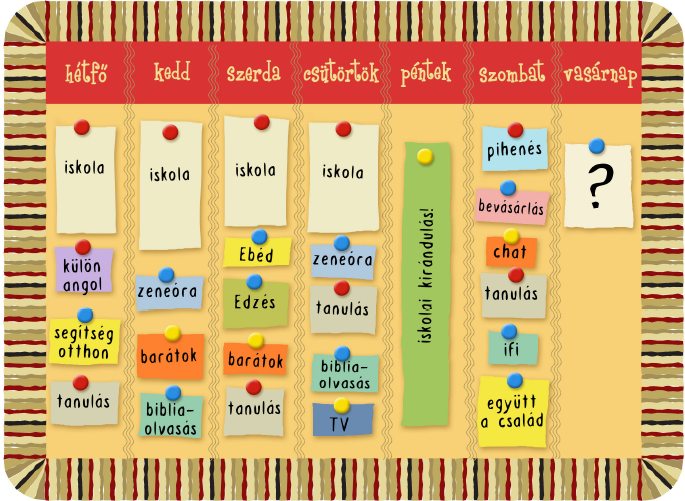 hétfő
kedd
szerda
csütörtök
péntek
szombat
vasárnap
iskola
külön
angol
segítség
otthon
tanulás
iskola
zeneóra
barátok
biblia-
olvasás
iskola
Ebéd
Edzés
barátok
tanulás
iskola
zeneóra
tanulás
biblia-
olvasás
TV
iskolai kirándulás!
pihenés
bevásárlás
chat
tanulás
ifi
együtt
a család
?